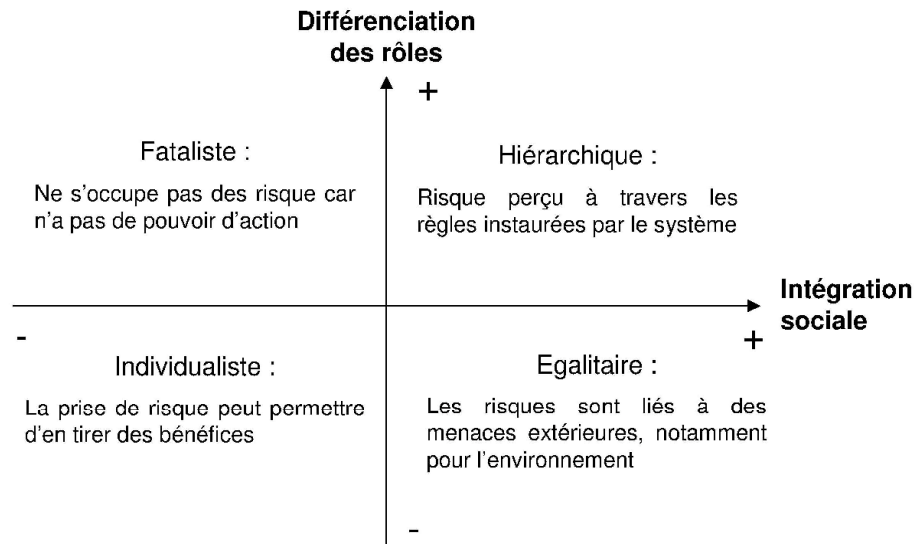 Différenciation
des rôles
+
Fataliste :
Ne s'occupe pas des risque car
n'a pas de pouvoir d'action
Hiérarchique :
Risque perçu à travers les
règles instaurées par le système
Intégration
sociale
-
+
Individualiste :
La prise de risque peut permettre
d'en tirer des bénéfices
Egalitaire :
Les risques sont liés à des
menaces extérieures, notamment
pour l'environnement
-